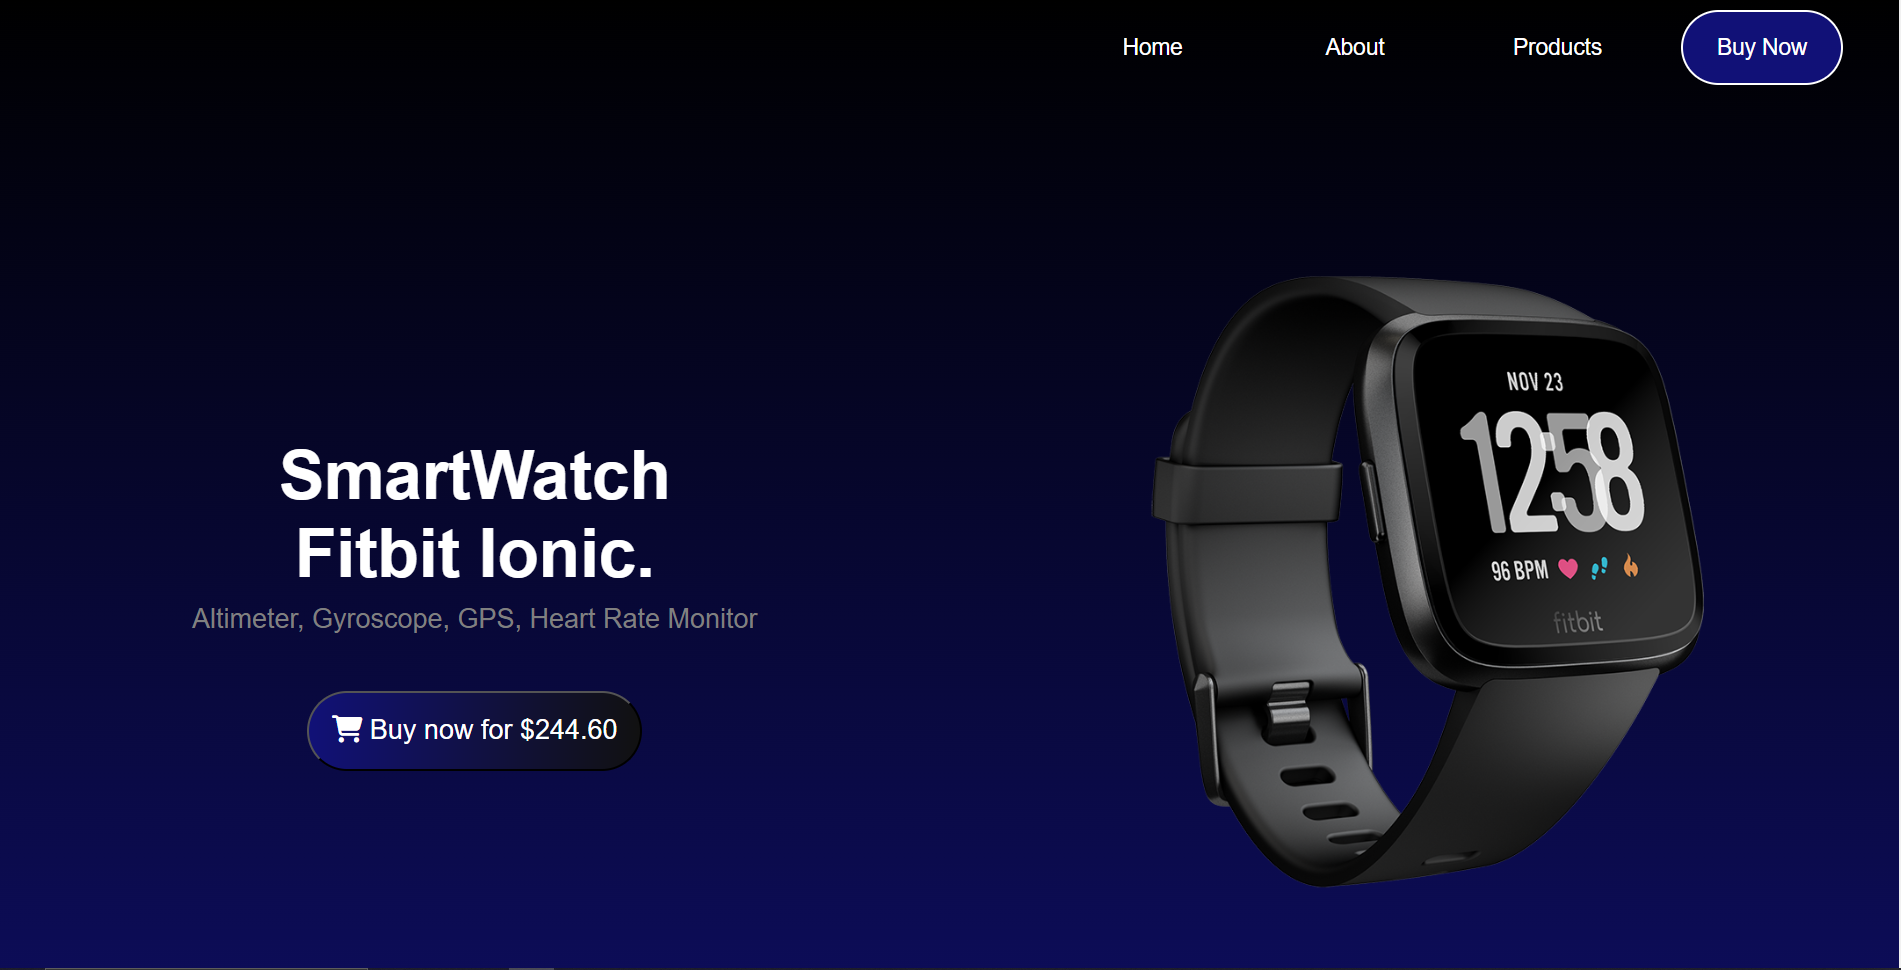 Home About Products Buy Now
SmartWatch
Fitbit Ionic.
Altimeter, Gyroscope, GPS, Heart Rate Monitor
Buy now for $244.60
NOV 23
12:58
96 BPM
fitbit